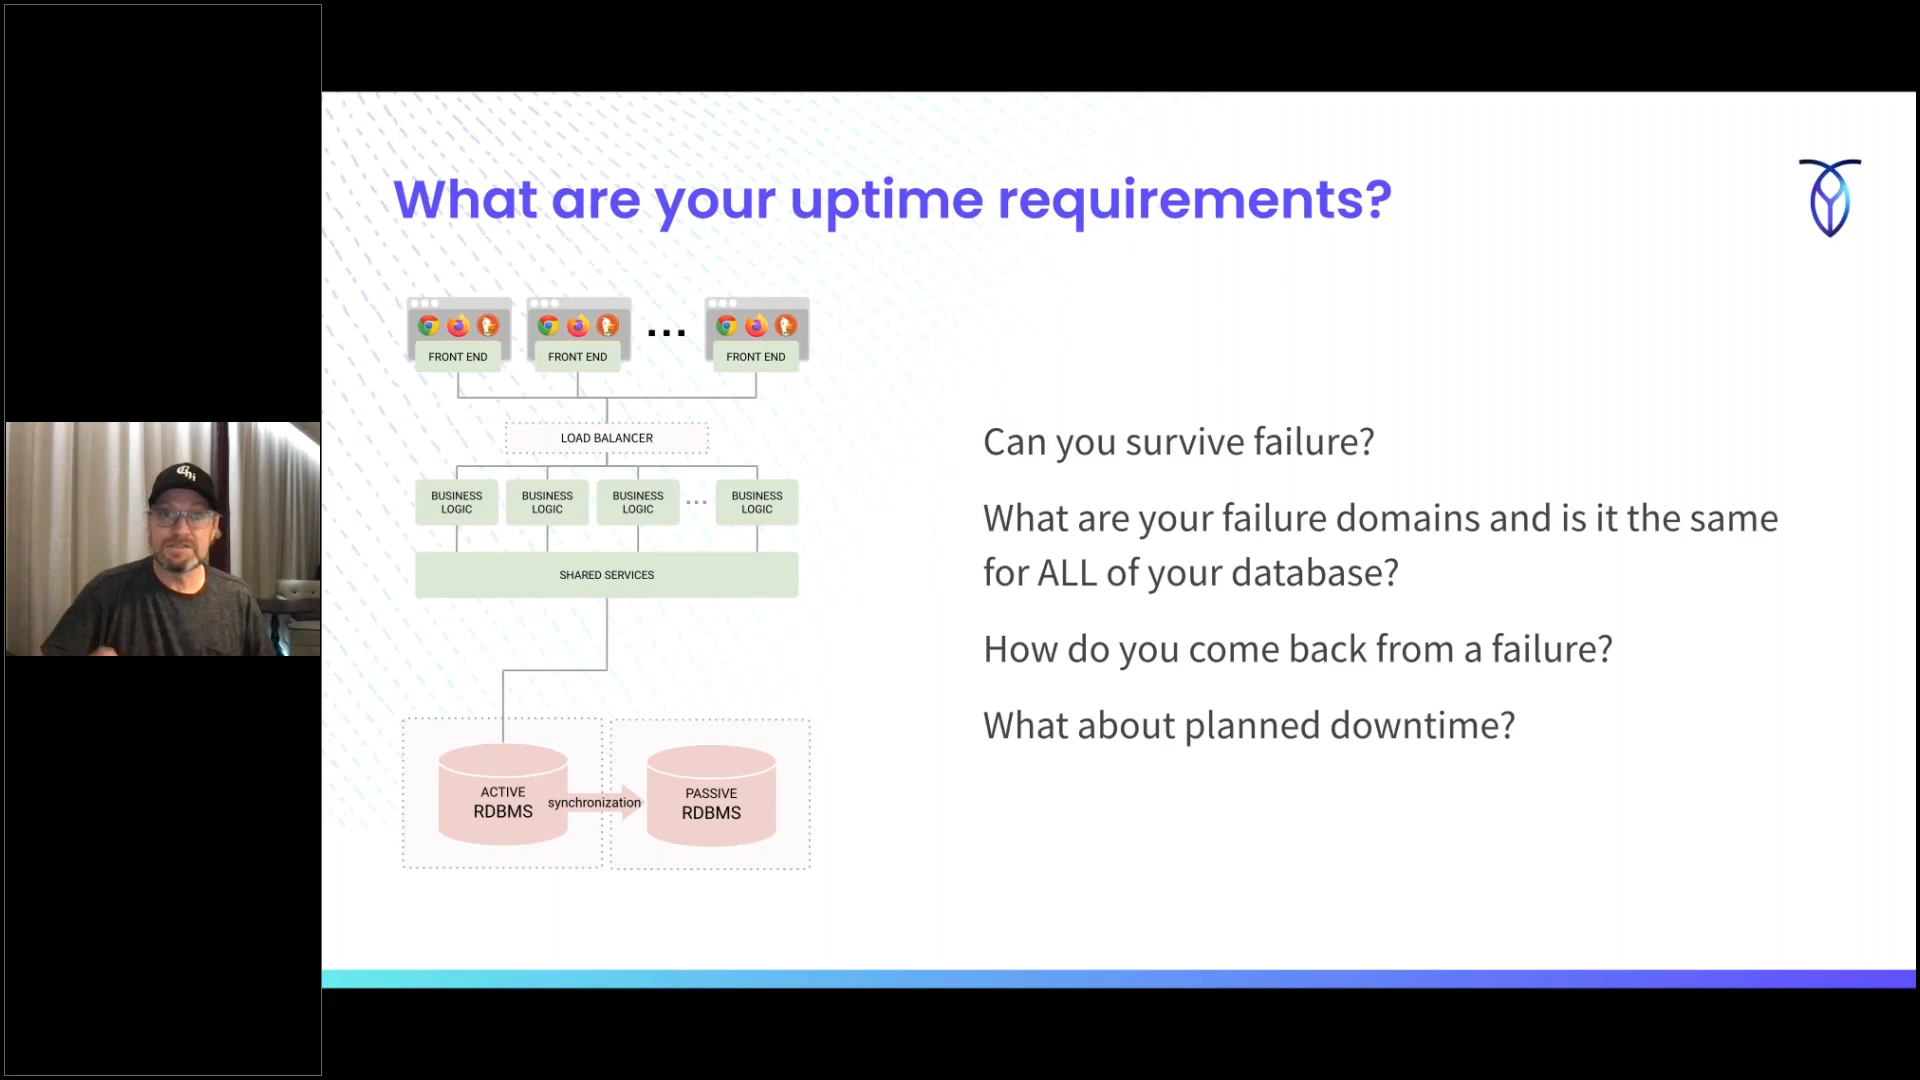 What are your uptime requirements?
FRONT END
FRONT END
...
FRONT END
LOAD BALANCER
BUSINESS
LOGIC
BUSINESS
LOGIC
BUSINESS
LOGIC
...
BUSINESS
LOGIC
SHARED SERVICES
ACTIVE
RDBMS
synchronization
PASSIVE
RDBMS
Can you survive failure?
What are your failure domains and is it the same
for ALL of your database?
How do you come back from a failure?
What about planned downtime?
Chi